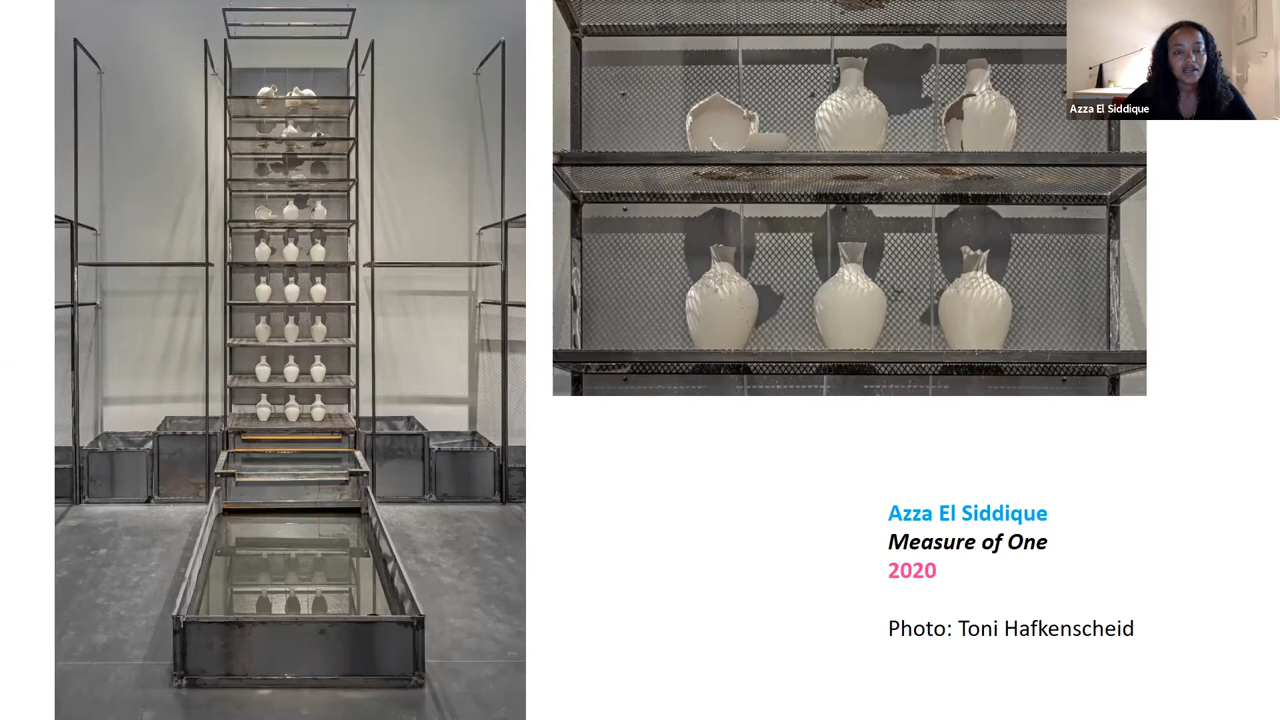 Azza El Siddique
Azza El Siddique
Measure of One
2020
Photo: Toni Hafkenscheid